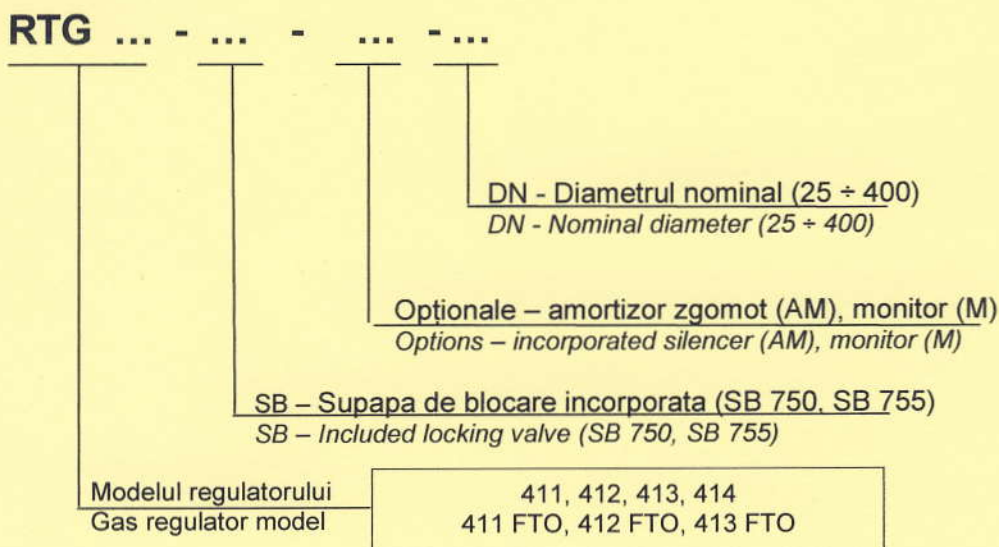 RTG ... - ... - ... - ...
DN - Diametrul nominal (25 ÷ 400)
DN - Nominal diameter (25 ÷ 400)
Opționale – amortizor zgomot (AM), monitor (M)
Options – incorporated silencer (AM), monitor (M)
SB – Supapa de blocare incorporata (SB 750, SB 755)
SB – Included locking valve (SB 750, SB 755)
Modelul regulatorului
Gas regulator model
411, 412, 413, 414
411 FTO, 412 FTO, 413 FTO